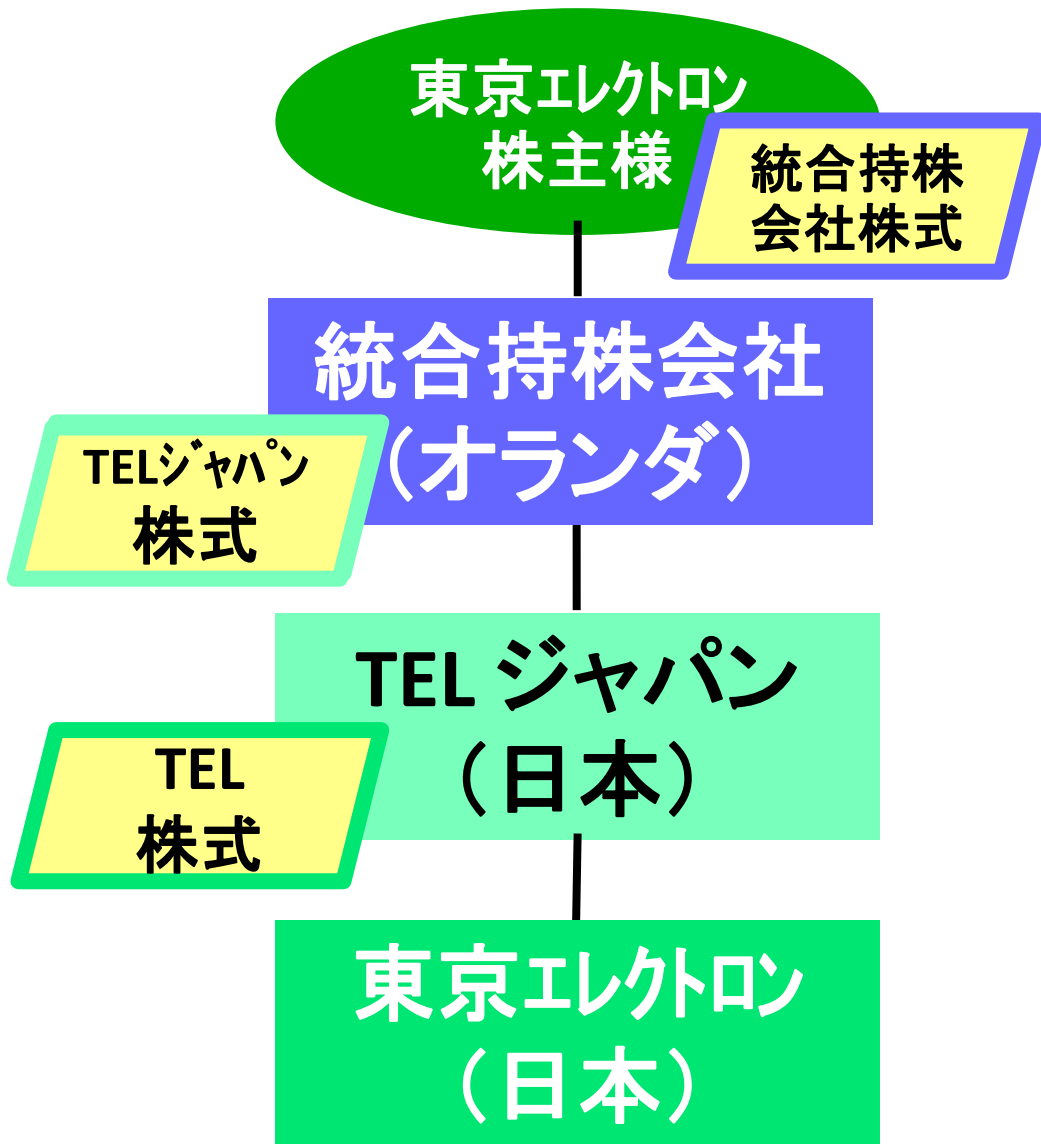 東京エレクトロン
株主様
統合持株
会社株式
統合持株会社
（オランダ）
TELジャパン
株式
TEL ジャパン
（日本）
TEL
株式
東京エレクトロン
（日本）